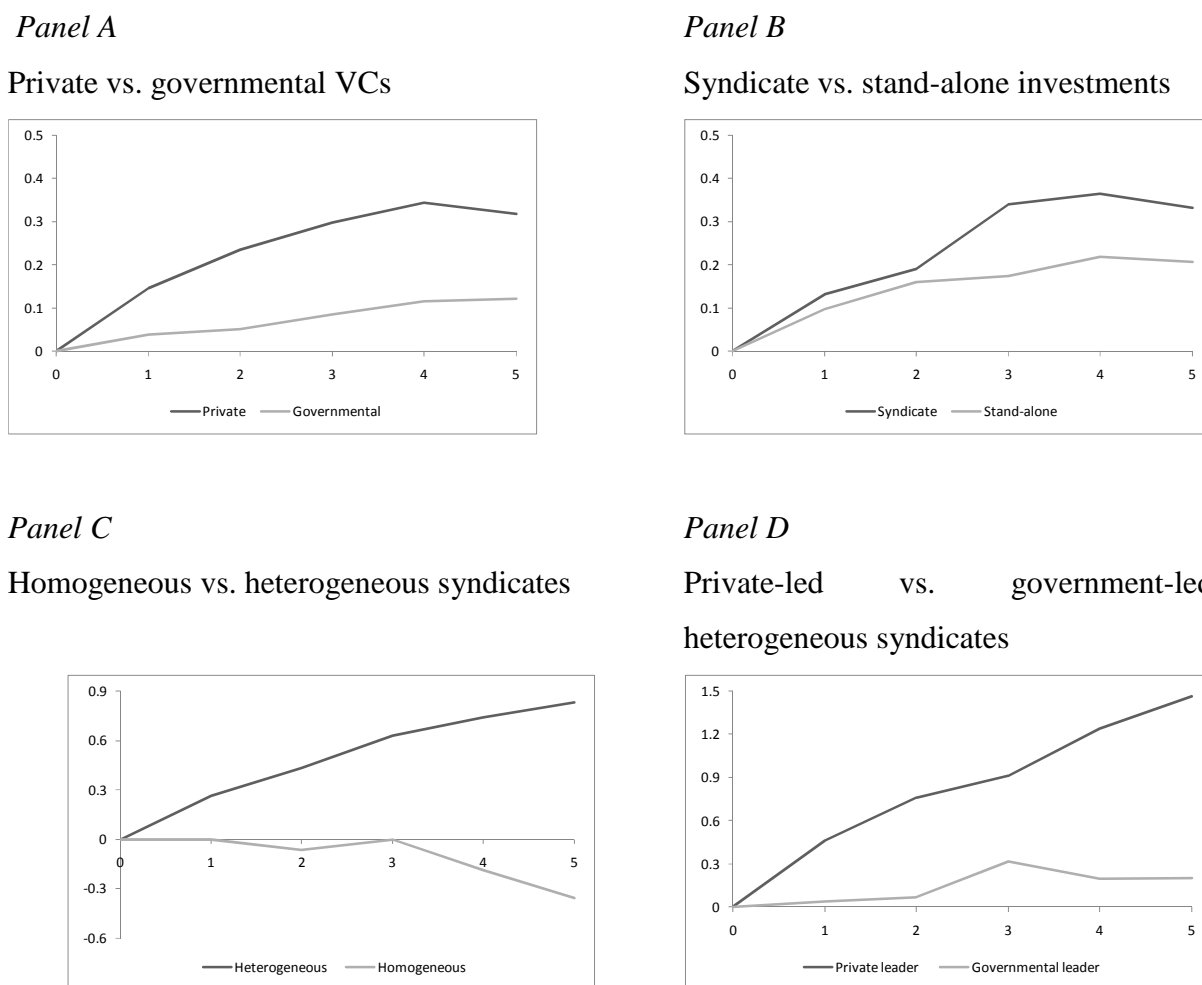 Panel A
Private vs. governmental VCs
0.5
0.4
0.3
0.2
0.1
0
0 1 2 3 4 5
Private Governmental
Panel B
Syndicate vs. stand-alone investments
0.5
0.4
0.3
0.2
0.1
0
0 1 2 3 4 5
Syndicate Stand-alone
Panel C
Homogeneous vs. heterogeneous syndicates
0.9
0.6
0.3
0
-0.3
-0.6
0 1 2 3 4 5
Heterogeneous Homogeneous
Panel D
Private-led vs. government-led
heterogeneous syndicates
1.5
1.2
0.9
0.6
0.3
0
0 1 2 3 4 5
Private leader Governmental leader